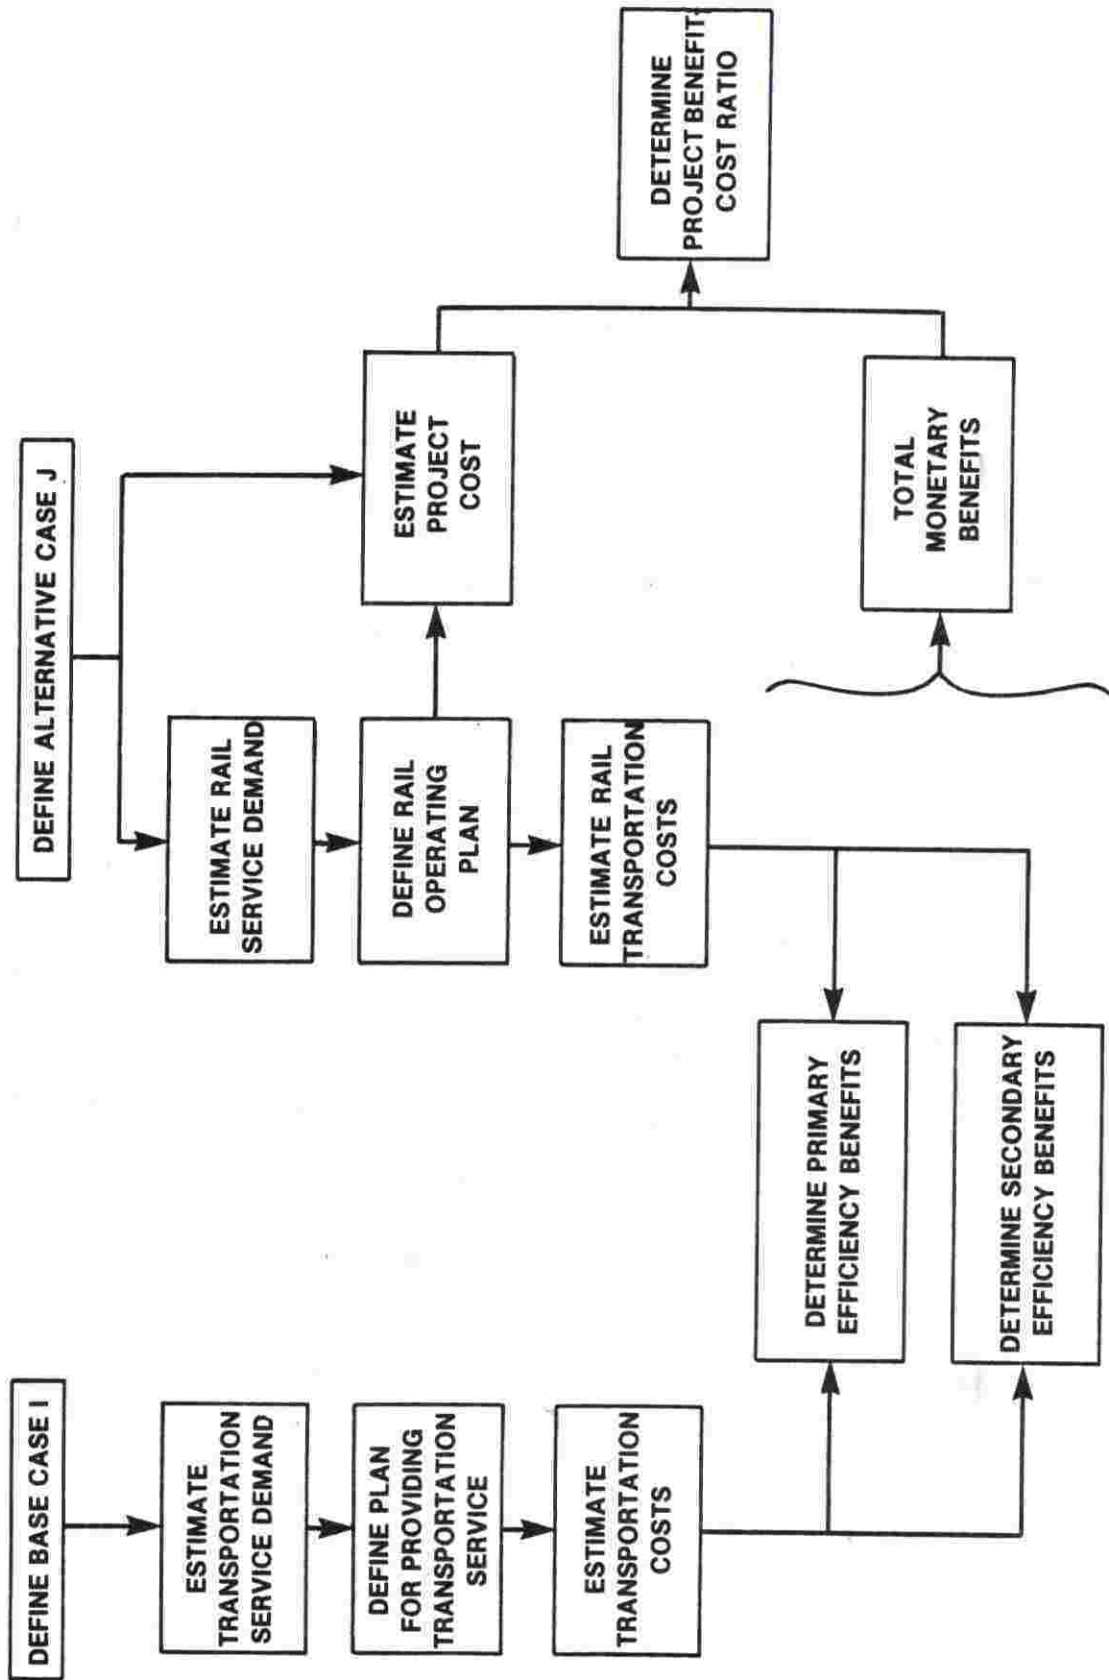 DEFINE BASE CASE I
ESTIMATE
TRANSPORTATION
SERVICE DEMAND
DEFINE PLAN
FOR PROVIDING
TRANSPORTATION
SERVICE
ESTIMATE
TRANSPORTATION
COSTS
DETERMINE PRIMARY
EFFICIENCY BENEFITS
DETERMINE SECONDARY
EFFICIENCY BENEFITS
DEFINE ALTERNATIVE CASE J
ESTIMATE RAIL
SERVICE DEMAND
DEFINE RAIL
OPERATING
PLAN
ESTIMATE RAIL
TRANSPORTATION
COSTS
ESTIMATE
PROJECT
COST
TOTAL
MONETARY
BENEFITS
DETERMINE
PROJECT BENEFIT-
COST RATIO